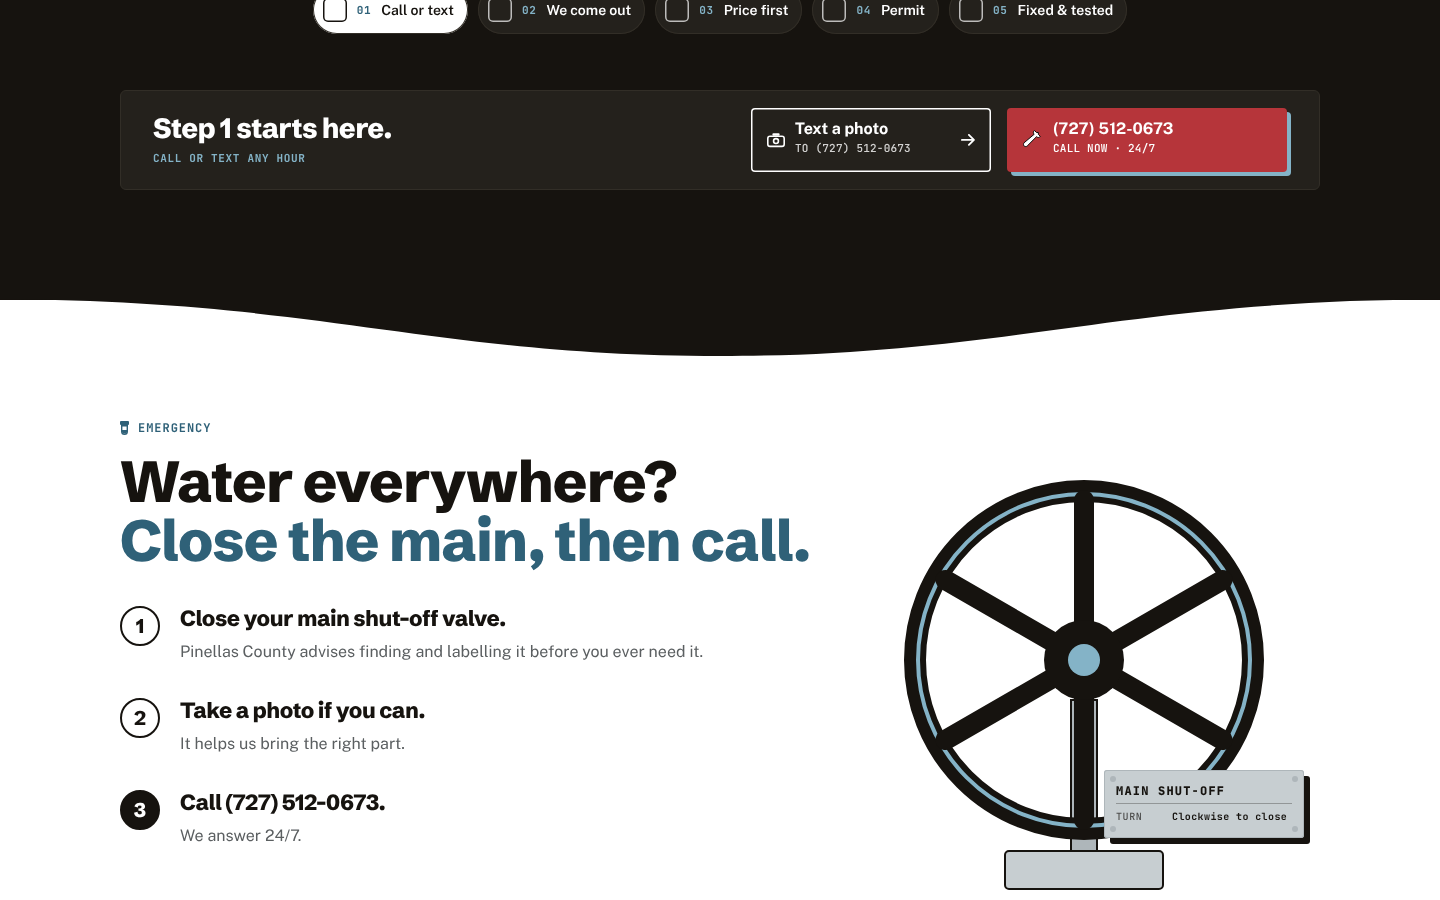 01 Call or text
02 We come out
03 Price first
04 Permit
05 Fixed & tested
Step 1 starts here.
CALL OR TEXT ANY HOUR
Text a photo
TO (727) 512-0673
(727) 512-0673
CALL NOW · 24/7
EMERGENCY
Water everywhere?
Close the main, then call.
1
Close your main shut-off valve.
Pinellas County advises finding and labelling it before you ever need it.
2
Take a photo if you can.
It helps us bring the right part.
3
Call (727) 512-0673.
We answer 24/7.
MAIN SHUT-OFF
TURN Clockwise to close